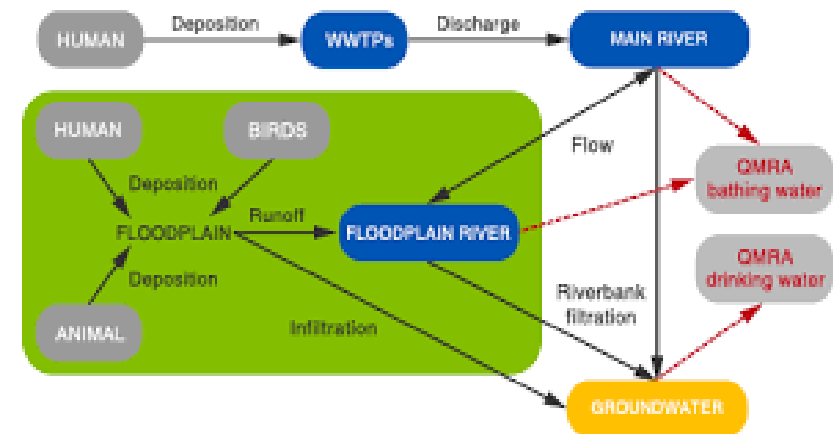 Deposition
Discharge
HUMAN
WWTPs
MAIN RIVER
HUMAN
BIRDS
Flow
Deposition
QMRA
bathing water
Runoff
FLOODPLAIN
FLOODPLAIN RIVER
QMRA
drinking water
Deposition
Riverbank
filtration
Infiltration
ANIMAL
GROUNDWATER